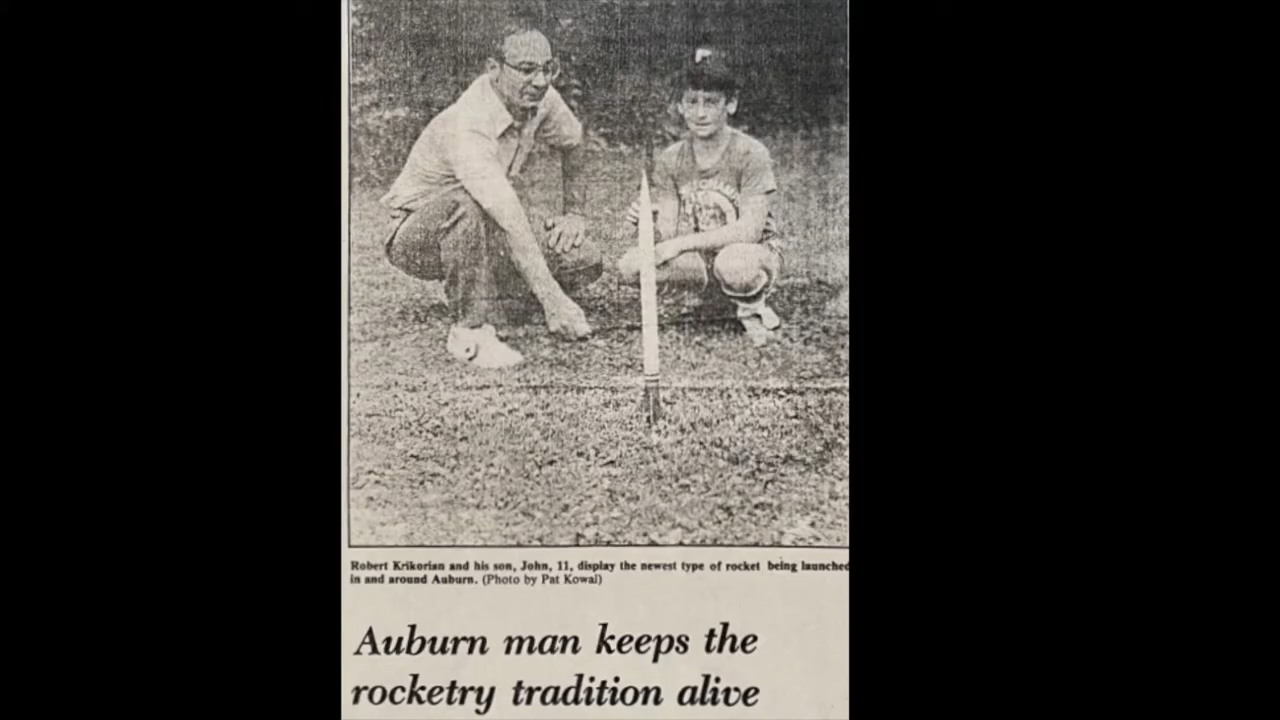 Robert Krikorian and his son, John, 11, display the newest type of rocket being launched
in and around Auburn. (Photo by Pat Kowal)
Auburn man keeps the
rocketry tradition alive